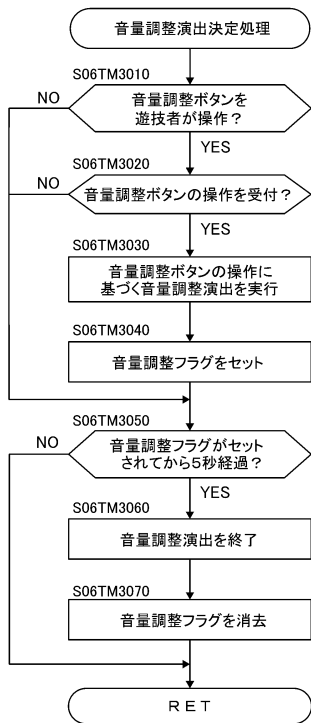 音量調整演出決定処理
S06TM3010
NO
音量調整ボタンを
遊技者が操作？
YES
S06TM3020
NO
音量調整ボタンの操作を受付？
YES
S06TM3030
音量調整ボタンの操作に
基づく音量調整演出を実行
S06TM3040
音量調整フラグをセット
S06TM3050
NO
音量調整フラグがセット
されてから5秒経過？
YES
S06TM3060
音量調整演出を終了
S06TM3070
音量調整フラグを消去
RET